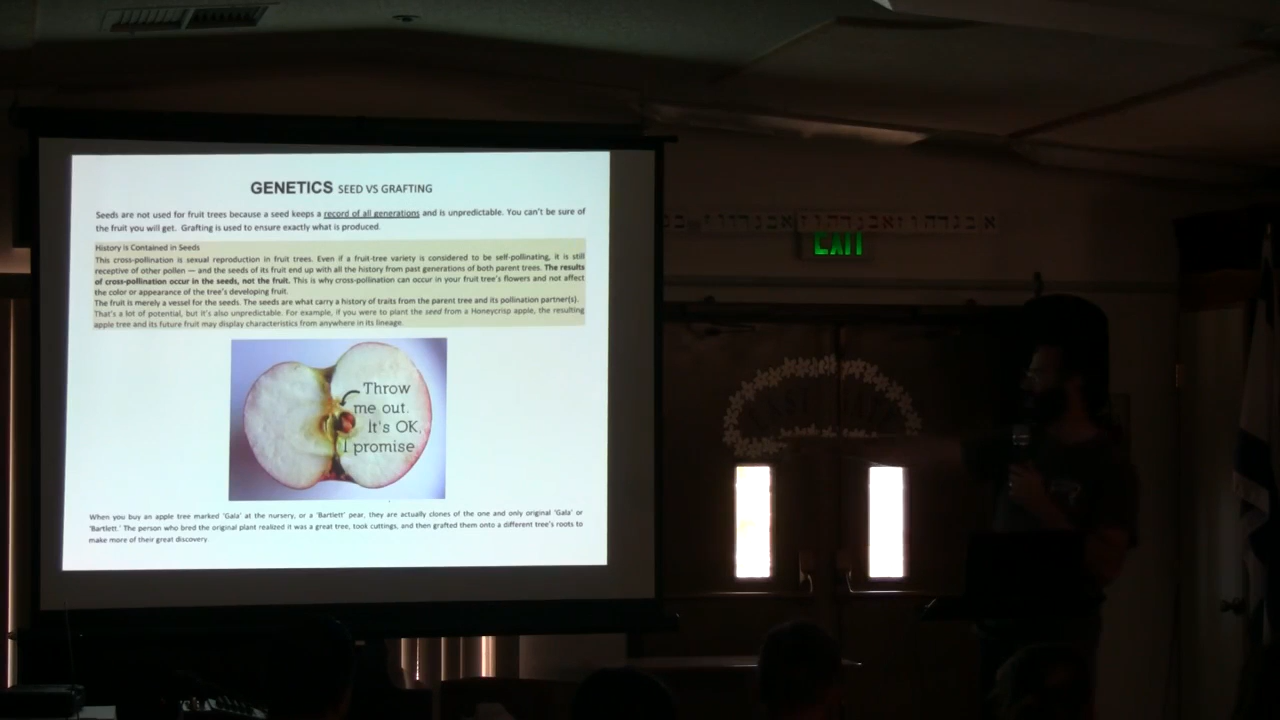 GENETICS SEED VS GRAFTING
Seeds are not used for fruit trees because a seed keeps a record of all generations and is unpredictable. You can't be sure of
the fruit you will get. Grafting is used to ensure exactly what is produced.
History is Contained in Seeds
This cross-pollination is sexual reproduction in fruit trees. Even if a fruit-tree variety is considered to be self-pollinating, it is still
receptive of other pollen — and the seeds of its fruit end up with all the history from past generations of both parent trees. The results
of cross-pollination occur in the seeds, not the fruit. This is why cross-pollination can occur in your fruit tree's flowers and not affect
the color or appearance of the tree's developing fruit.
The fruit is merely a vessel for the seeds. The seeds are what carry a history of traits from the parent tree and its pollination partner(s).
That's a lot of potential, but it's also unpredictable. For example, if you were to plant the seed from a Honeycrisp apple, the resulting
apple tree and its future fruit may display characteristics from anywhere in its lineage.
Throw
me out.
It's OK,
I promise
When you buy an apple tree marked 'Gala' at the nursery, or a 'Bartlett' pear, they are actually clones of the one and only original 'Gala' or
'Bartlett.' The person who bred the original plant realized it was a great tree, took cuttings, and then grafted them onto a different tree's roots to
make more of their great discovery.
EXIT